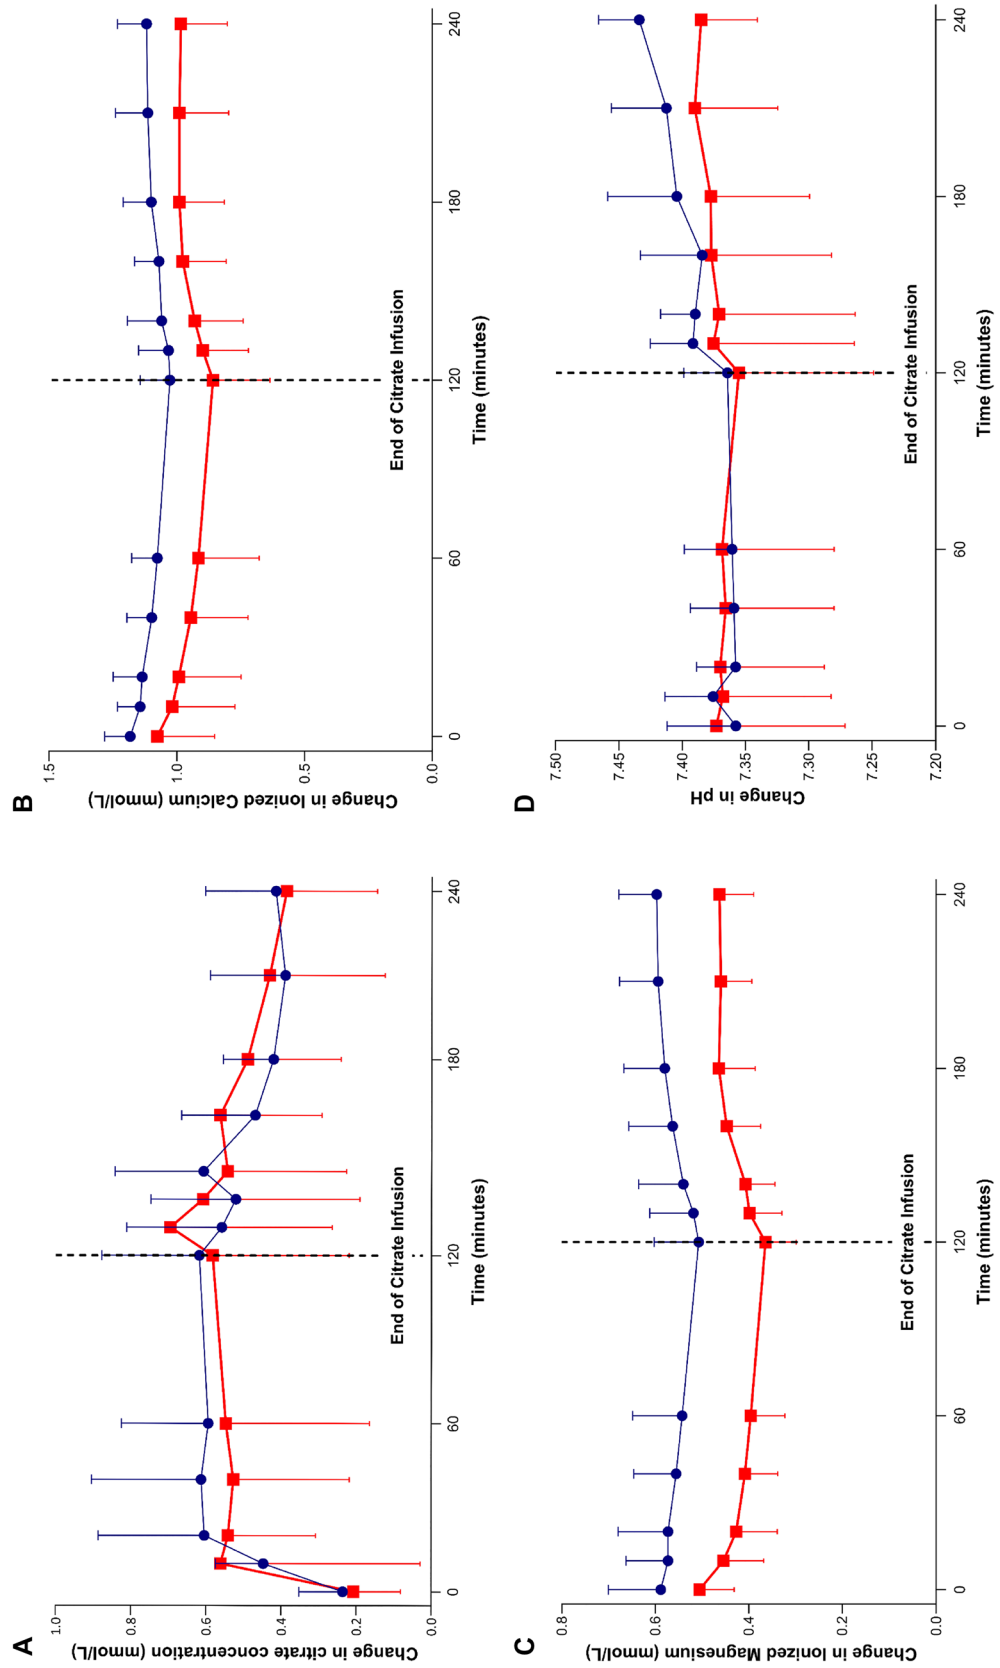 A
Change in citrate concentration (mmol/L)
1.0
0.8
0.6
0.4
0.2
0.0
0
60
120
180
240
End of Citrate Infusion
Time (minutes)
B
Change in Ionized Calcium (mmol/L)
1.5
1.0
0.5
0.0
0
60
120
180
240
End of Citrate Infusion
Time (minutes)
C
Change in Ionized Magnesium (mmol/L)
0.8
0.6
0.4
0.2
0.0
0
60
120
180
240
End of Citrate Infusion
Time (minutes)
D
Change in pH
7.50
7.45
7.40
7.35
7.30
7.25
7.20
0
60
120
180
240
End of Citrate Infusion
Time (minutes)